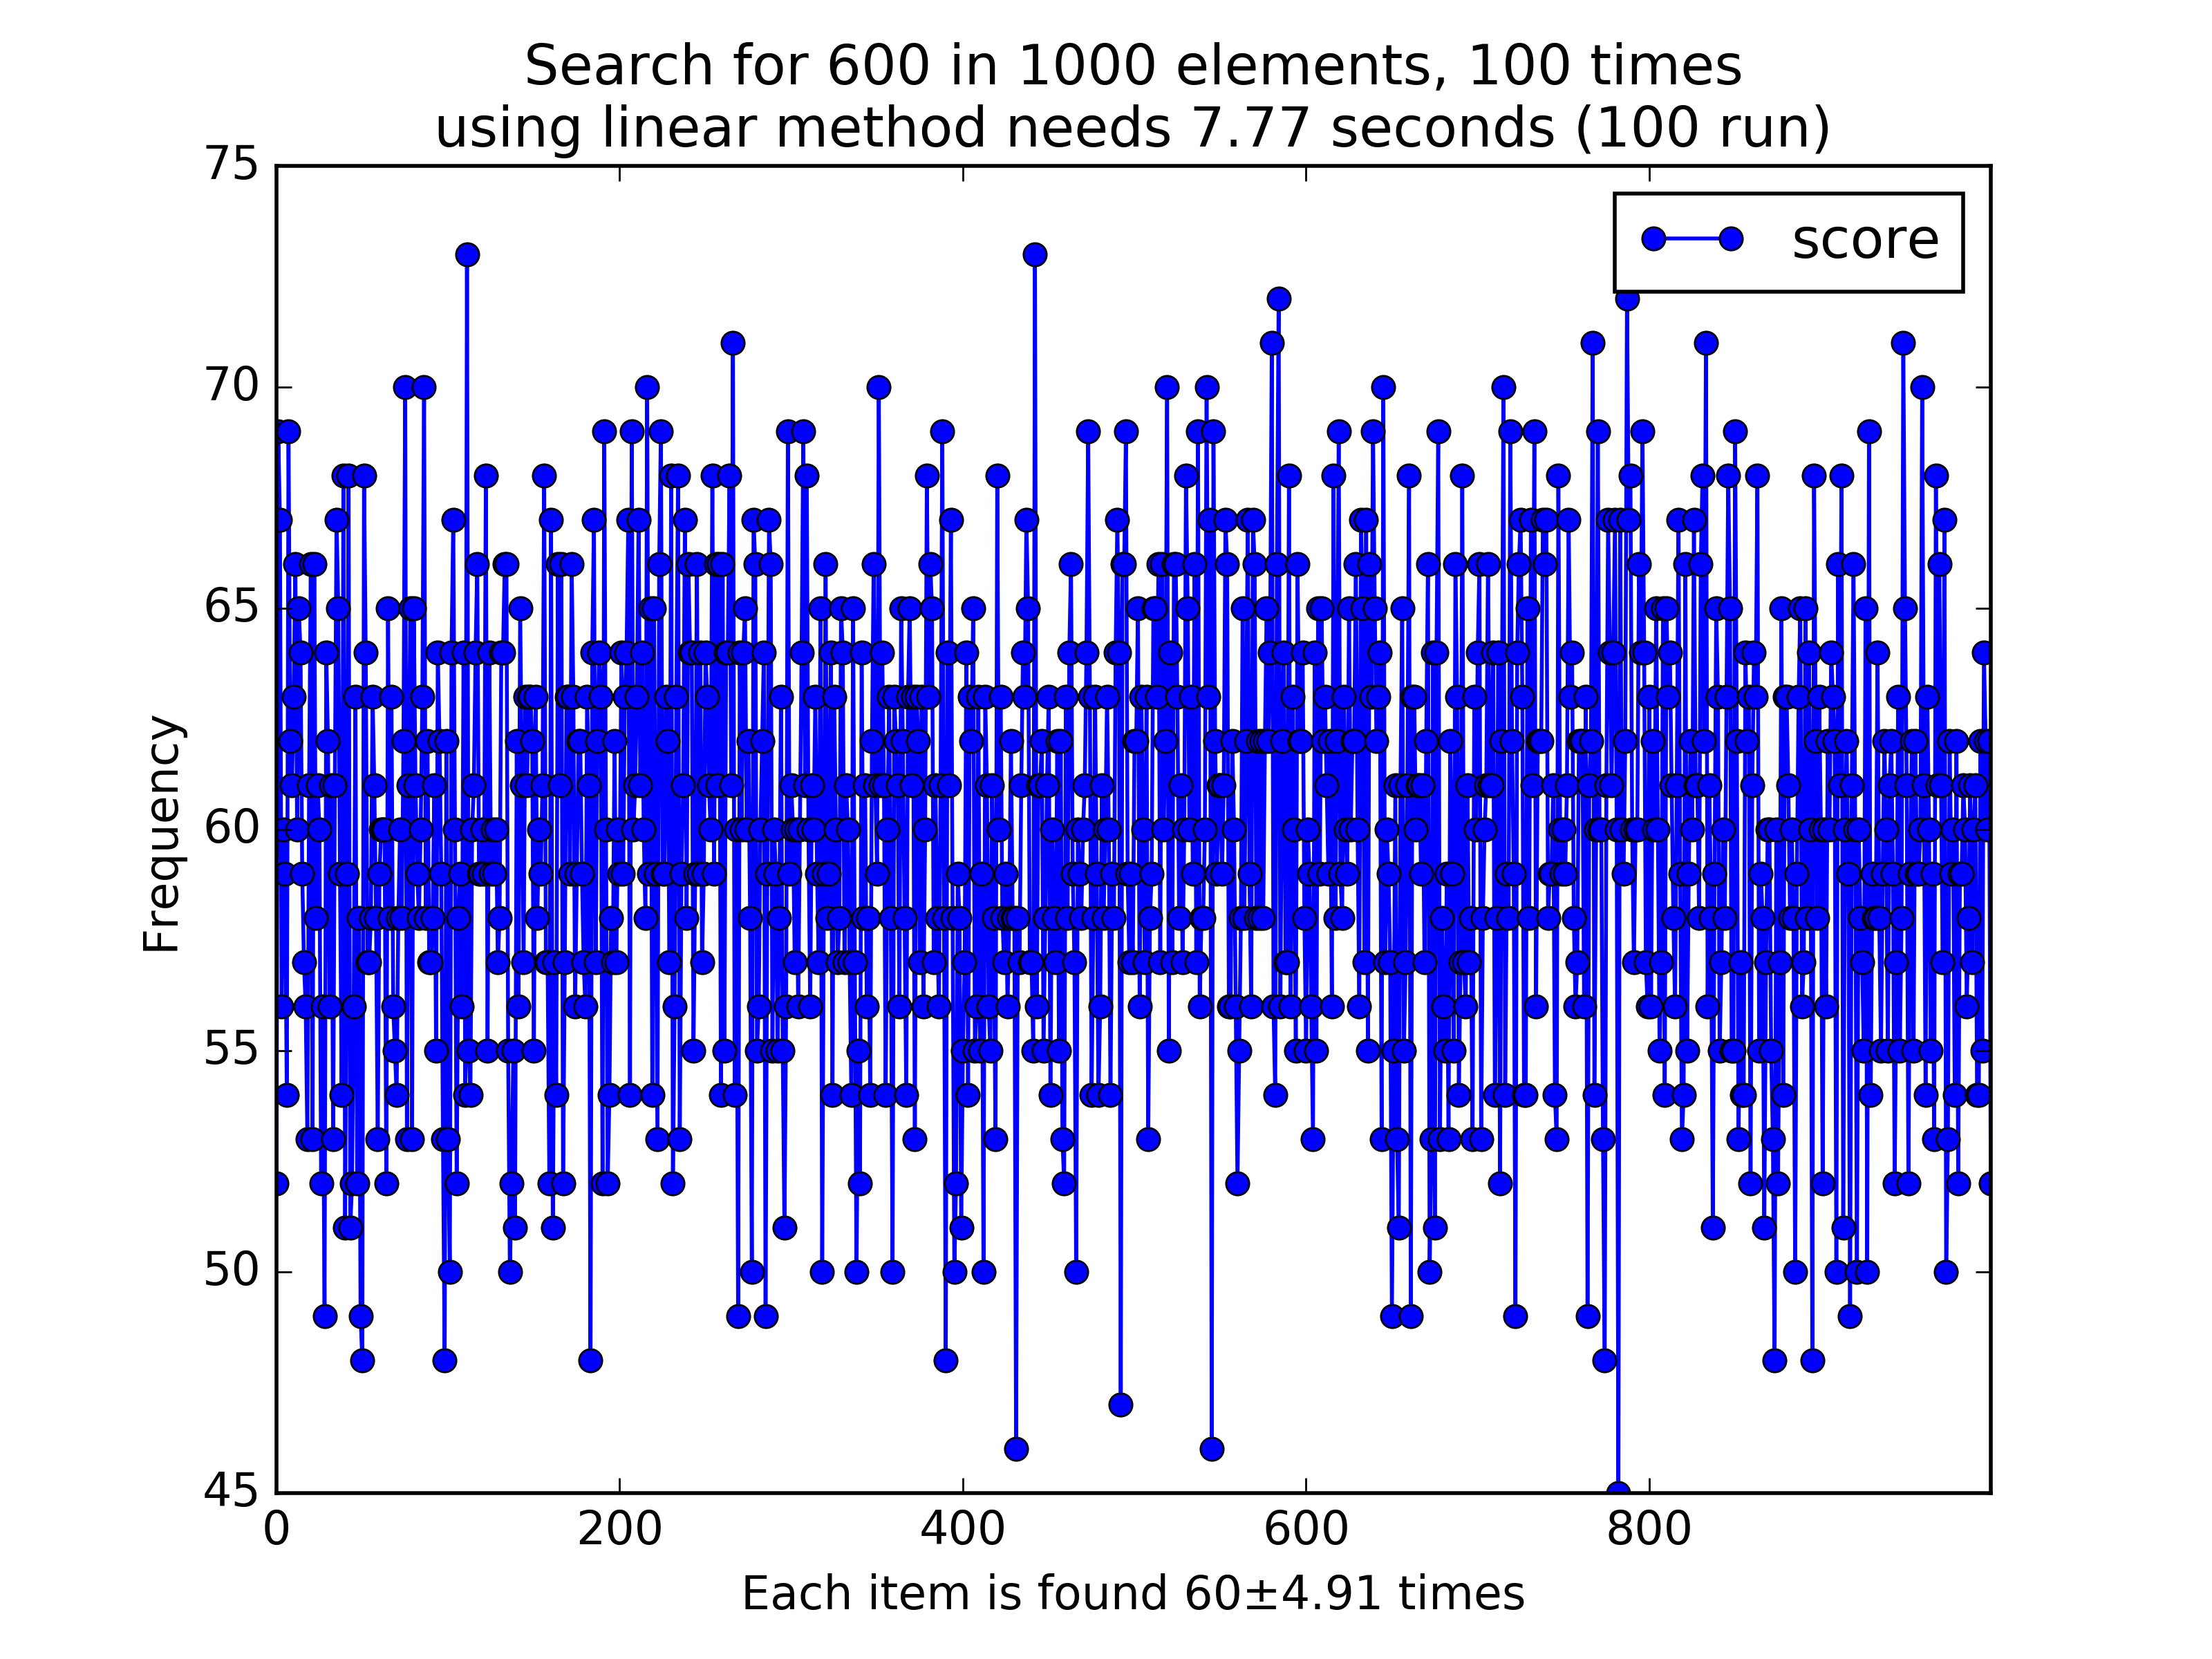 Search for 600 in 1000 elements, 100 times
using linear method needs 7.77 seconds (100 run)
75
score
70
65
60
55
50
45
Frequency
0 200 400 600 800
Each item is found 60±4.91 times